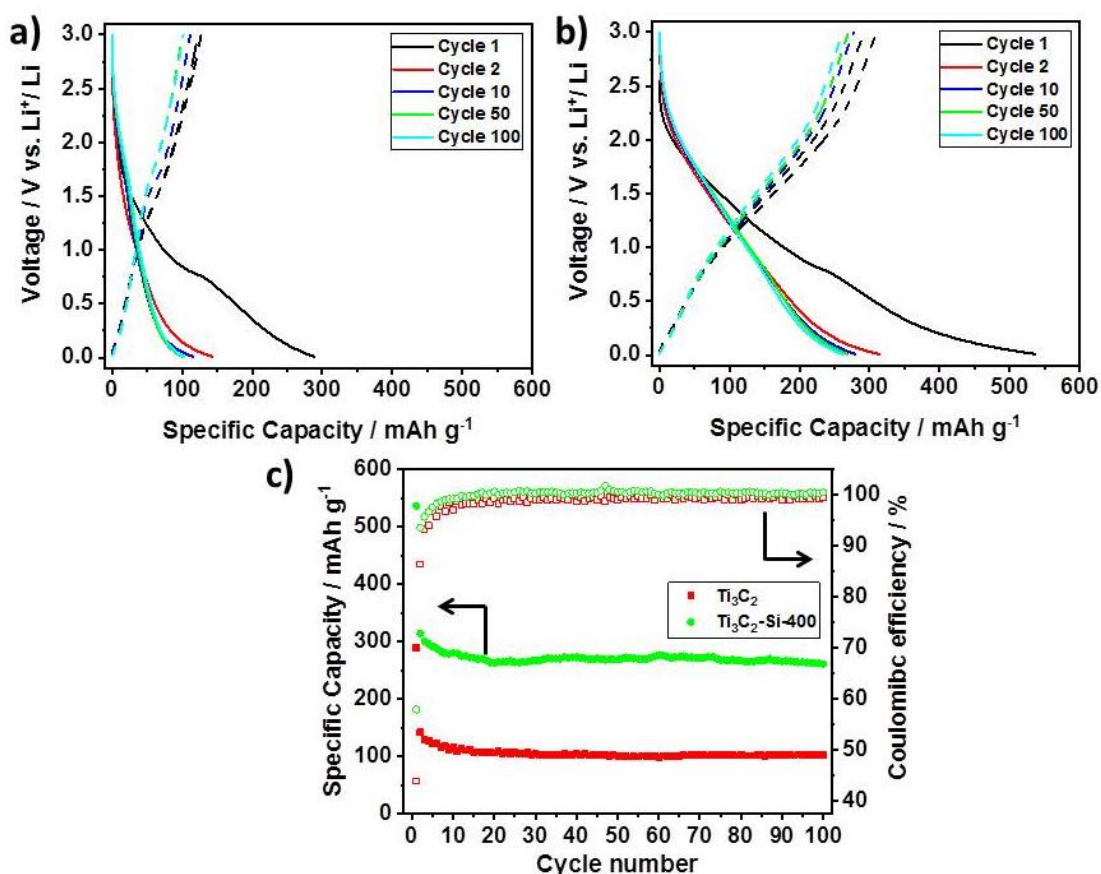 a)
3.0
2.5
2.0
1.5
1.0
0.5
0.0
Voltage / V vs. Li⁺/ Li
Cycle 1
Cycle 2
Cycle 10
Cycle 50
Cycle 100
0 100 200 300 400 500 600
Specific Capacity / mAh g⁻¹
b)
3.0
2.5
2.0
1.5
1.0
0.5
0.0
Voltage / V vs. Li⁺/ Li
Cycle 1
Cycle 2
Cycle 10
Cycle 50
Cycle 100
0 100 200 300 400 500 600
Specific Capacity / mAh g⁻¹
c)
600
550
500
450
400
350
300
250
200
150
100
50
0
Specific Capacity / mAh g⁻¹
Ti₃C₂
Ti₃C₂-Si-400
100
90
80
70
60
50
40
Coulomibc efficiency / %
0 10 20 30 40 50 60 70 80 90 100
Cycle number